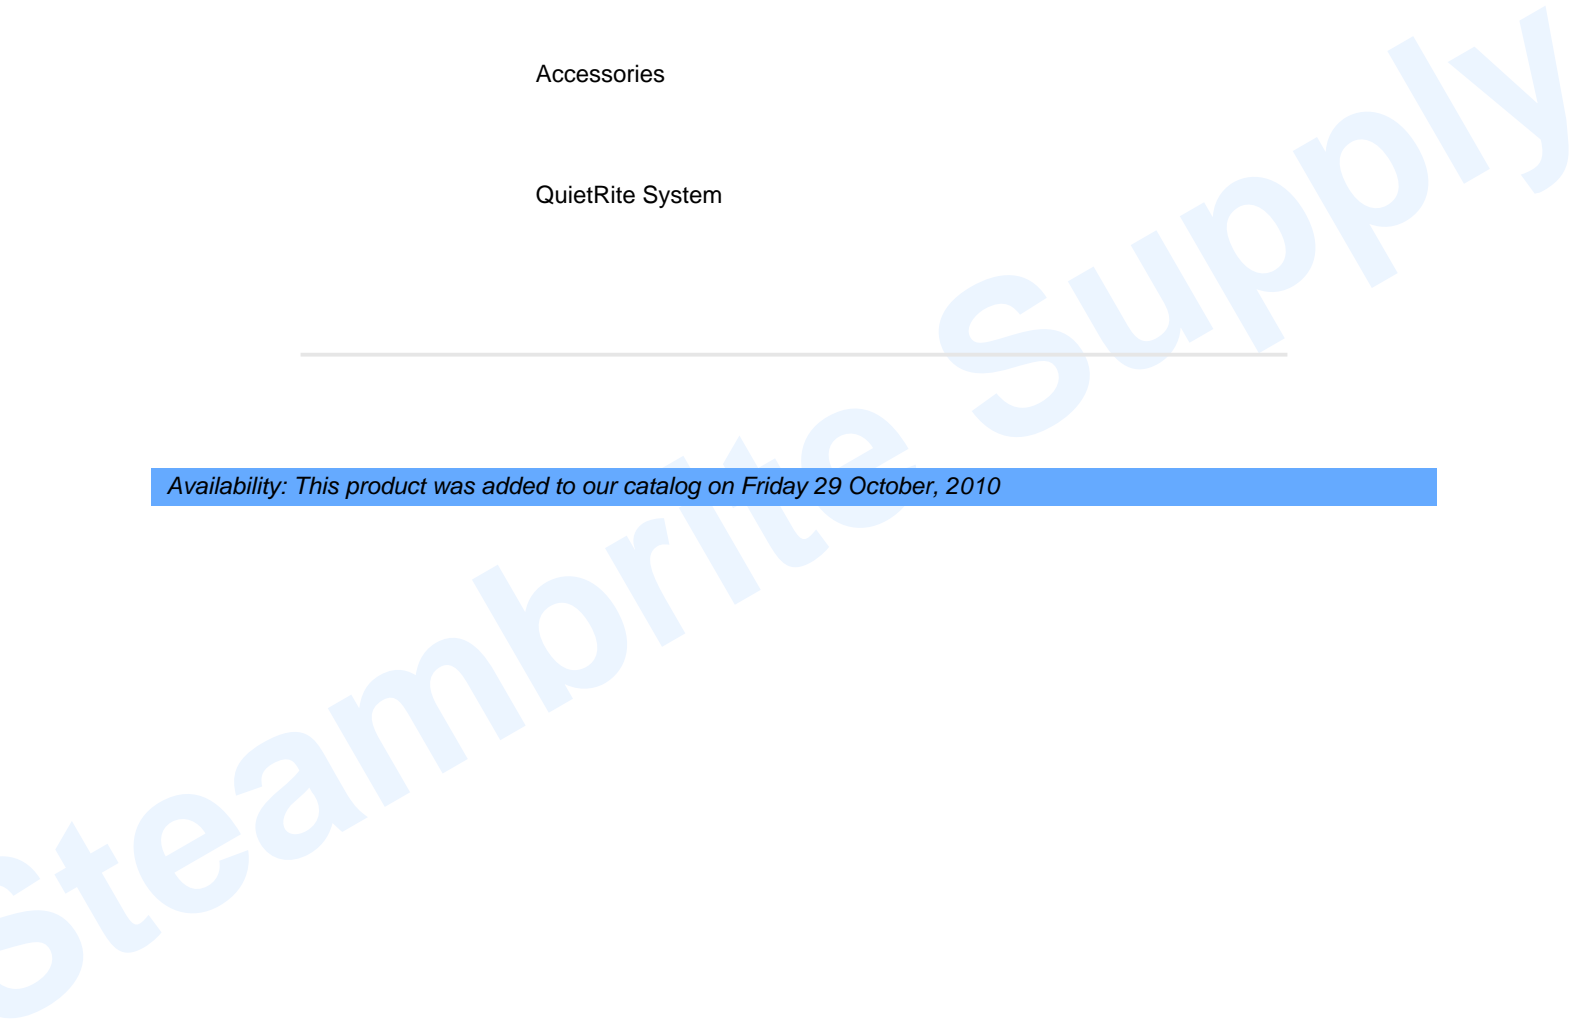 Accessories
QuietRite System
Availability: This product was added to our catalog on Friday 29 October, 2010
Steambrite Supply